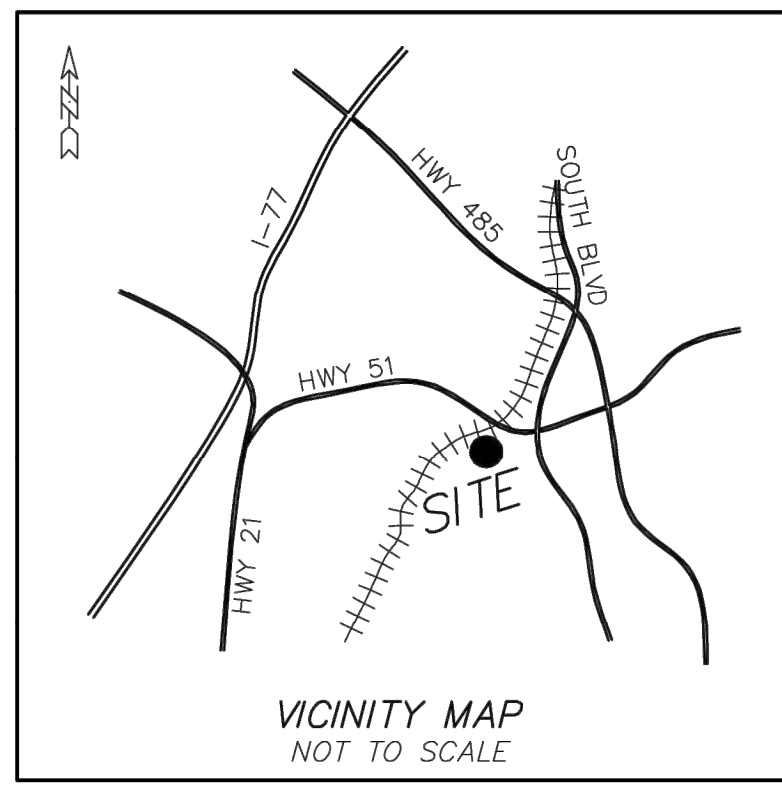 N
I-77
HWY 485
SOUTH BLVD
HWY 51
HWY 21
SITE
VICINITY MAP
NOT TO SCALE